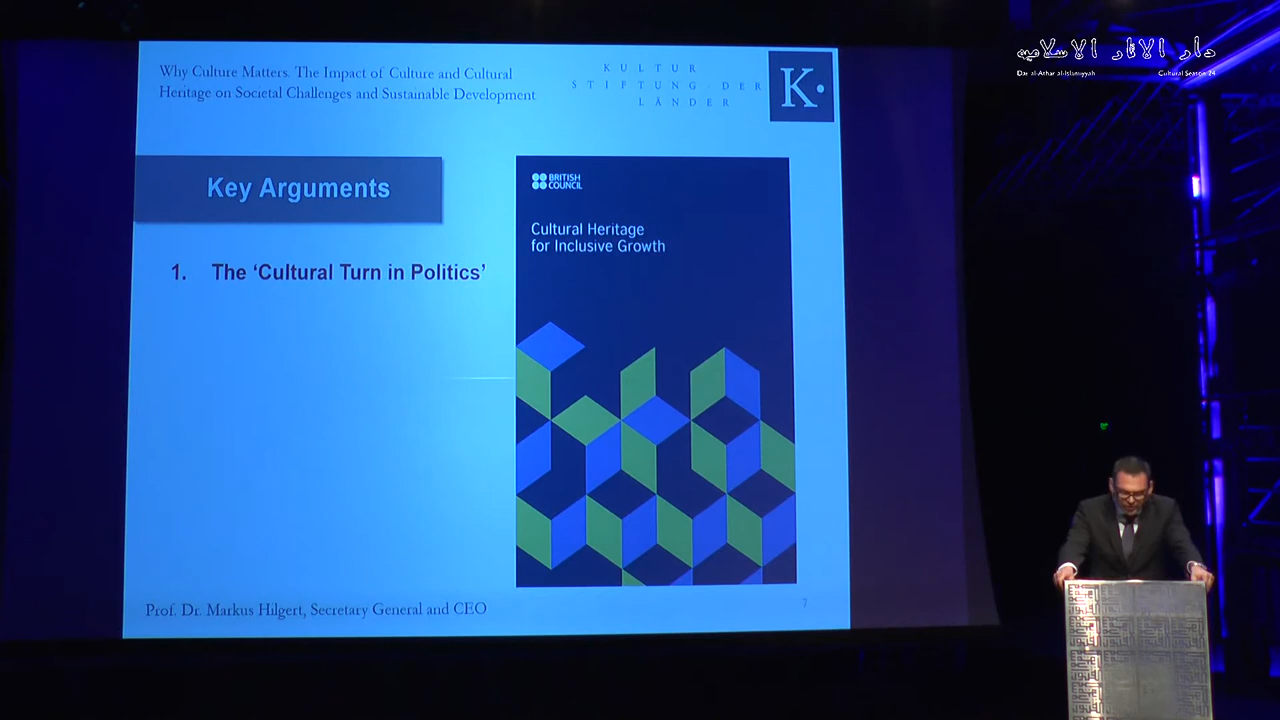 Why Culture Matters. The Impact of Culture and Cultural
Heritage on Societal Challenges and Sustainable Development
KULTUR
STIFTUNG · DER
LÄNDER
K·
Key Arguments
1. The ‘Cultural Turn in Politics’
BRITISH
COUNCIL
Cultural Heritage
for Inclusive Growth
Prof. Dr. Markus Hilgert, Secretary General and CEO
7
دار الآثار الإسلامية
Dar al-Athar al-Islamiyyah
Cultural Season 24